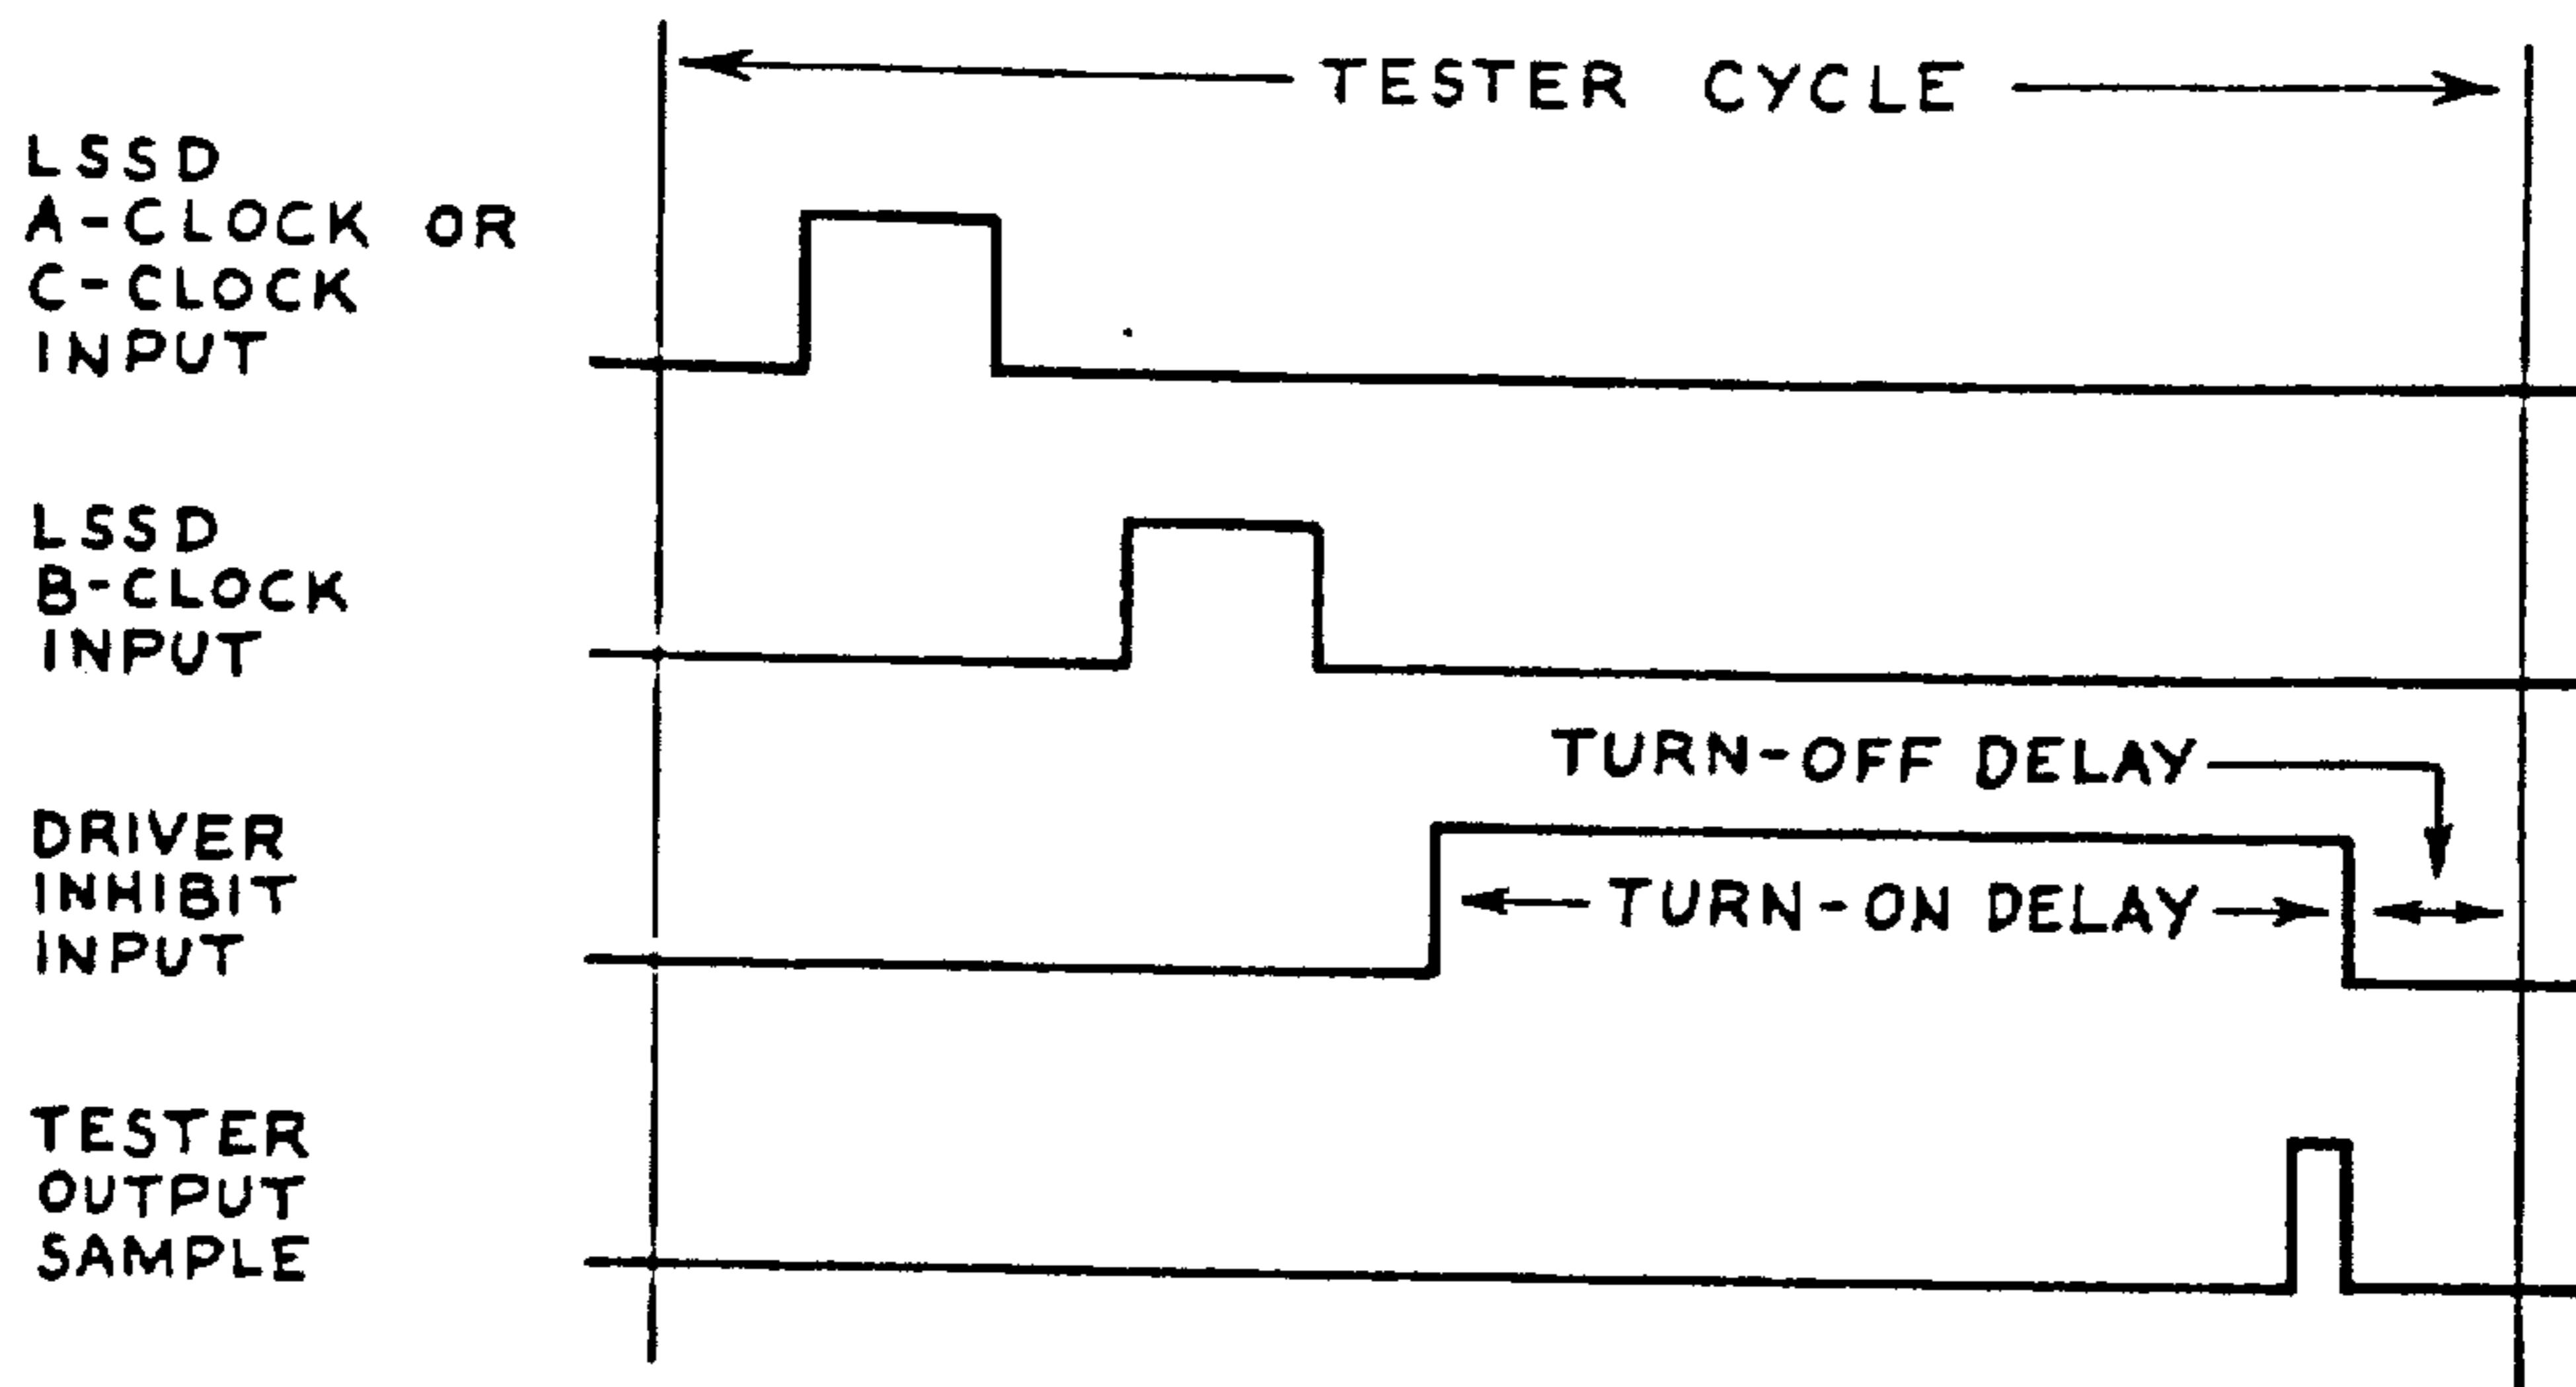 TESTER CYCLE
LSSD
A-CLOCK OR
C-CLOCK
INPUT
LSSD
B-CLOCK
INPUT
TURN-OFF DELAY
DRIVER
INHIBIT
INPUT
TURN-ON DELAY
TESTER
OUTPUT
SAMPLE